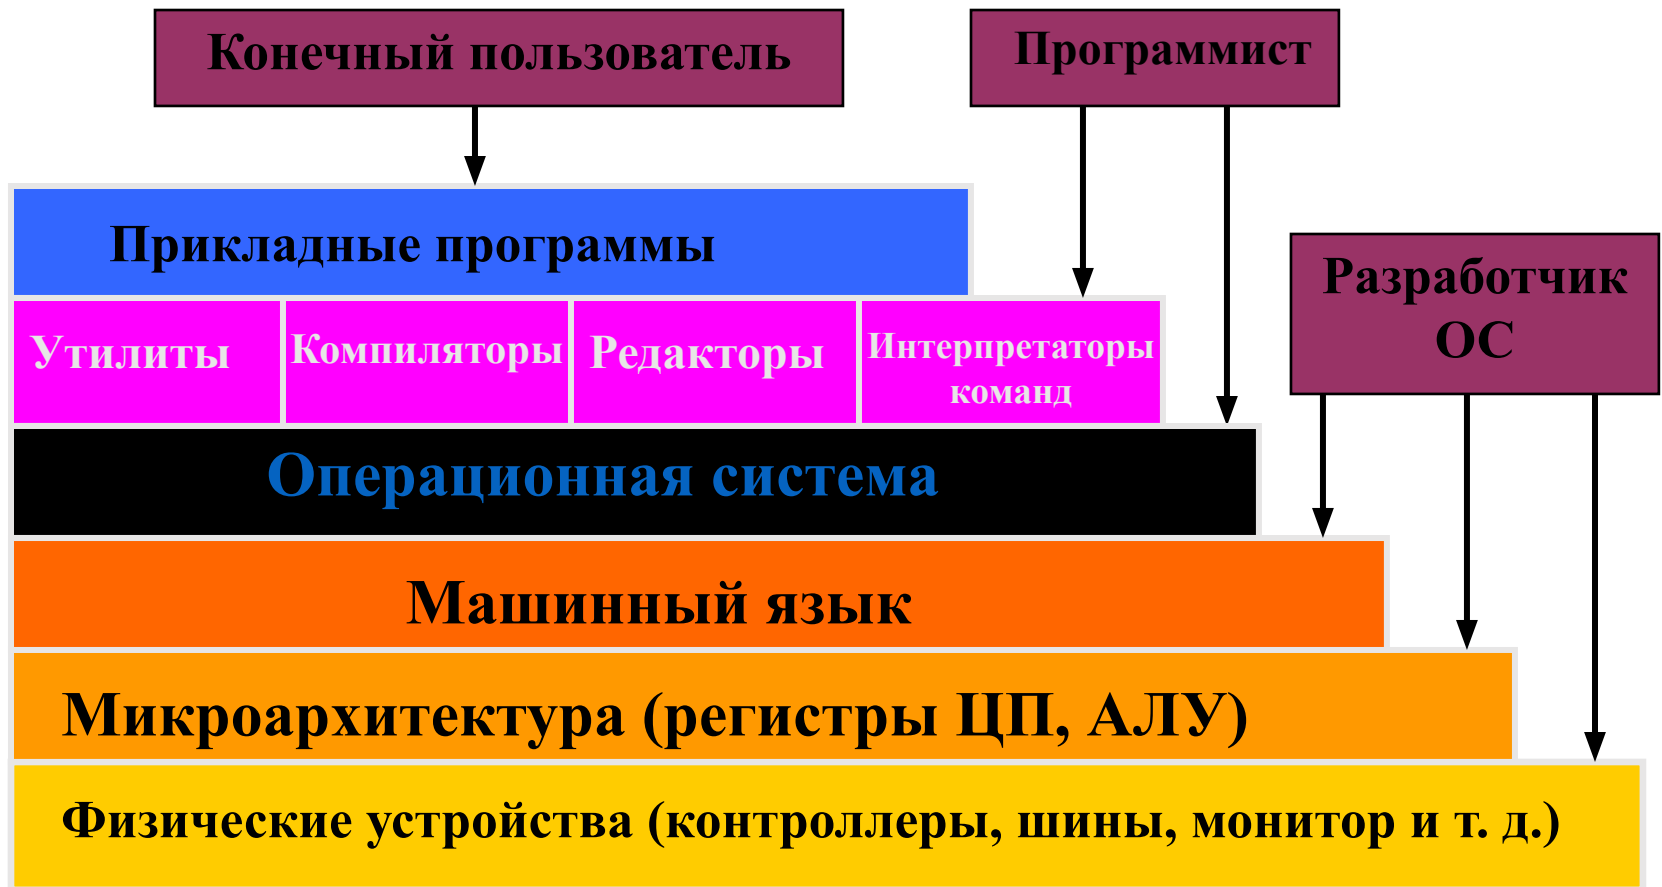 Конечный пользователь
Программист
Прикладные программы
Разработчик
ОС
Утилиты
Компиляторы
Редакторы
Интерпретаторы
команд
Операционная система
Машинный язык
Микроархитектура (регистры ЦП, АЛУ)
Физические устройства (контроллеры, шины, монитор и т. д.)